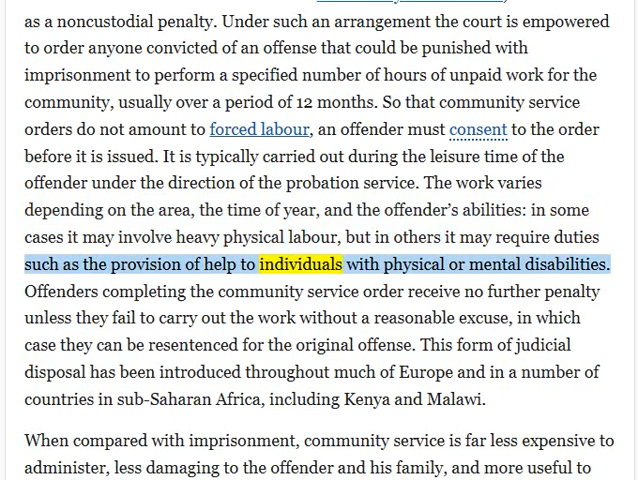 as a noncustodial penalty. Under such an arrangement the court is empowered
to order anyone convicted of an offense that could be punished with
imprisonment to perform a specified number of hours of unpaid work for the
community, usually over a period of 12 months. So that community service
orders do not amount to forced labour, an offender must consent to the order
before it is issued. It is typically carried out during the leisure time of the
offender under the direction of the probation service. The work varies
depending on the area, the time of year, and the offender’s abilities: in some
cases it may involve heavy physical labour, but in others it may require duties
such as the provision of help to individuals with physical or mental disabilities.
Offenders completing the community service order receive no further penalty
unless they fail to carry out the work without a reasonable excuse, in which
case they can be resentenced for the original offense. This form of judicial
disposal has been introduced throughout much of Europe and in a number of
countries in sub-Saharan Africa, including Kenya and Malawi.
When compared with imprisonment, community service is far less expensive to
administer, less damaging to the offender and his family, and more useful to